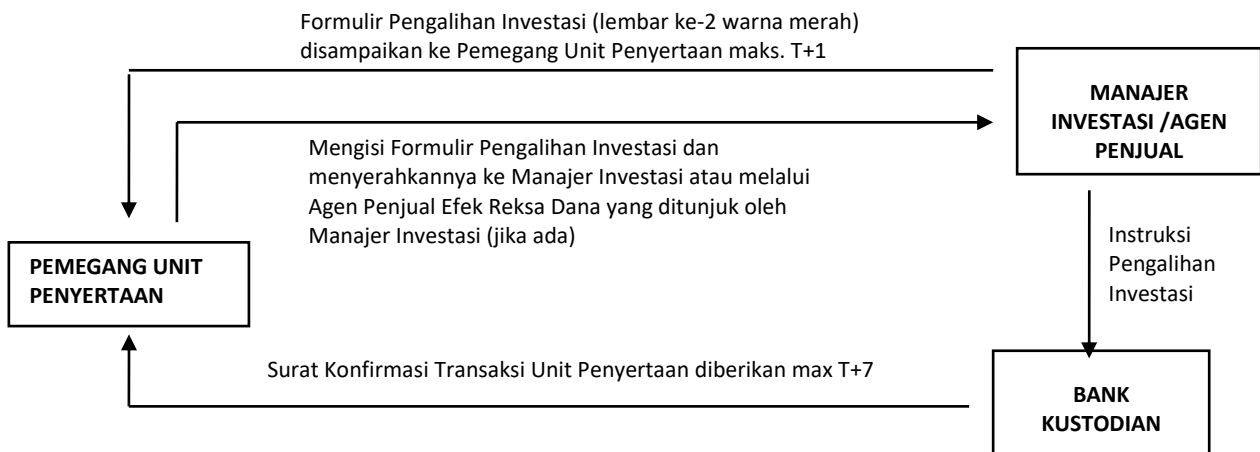 Formulir Pengalihan Investasi (lembar ke-2 warna merah)
disampaikan ke Pemegang Unit Penyertaan maks. T+1
MANAJER
INVESTASI /AGEN
PENJUAL
Mengisi Formulir Pengalihan Investasi dan
menyerahkannya ke Manajer Investasi atau melalui
Agen Penjual Efek Reksa Dana yang ditunjuk oleh
Manajer Investasi (jika ada)
PEMEGANG UNIT
PENYERTAAN
Instruksi
Pengalihan
Investasi
Surat Konfirmasi Transaksi Unit Penyertaan diberikan max T+7
BANK
KUSTODIAN